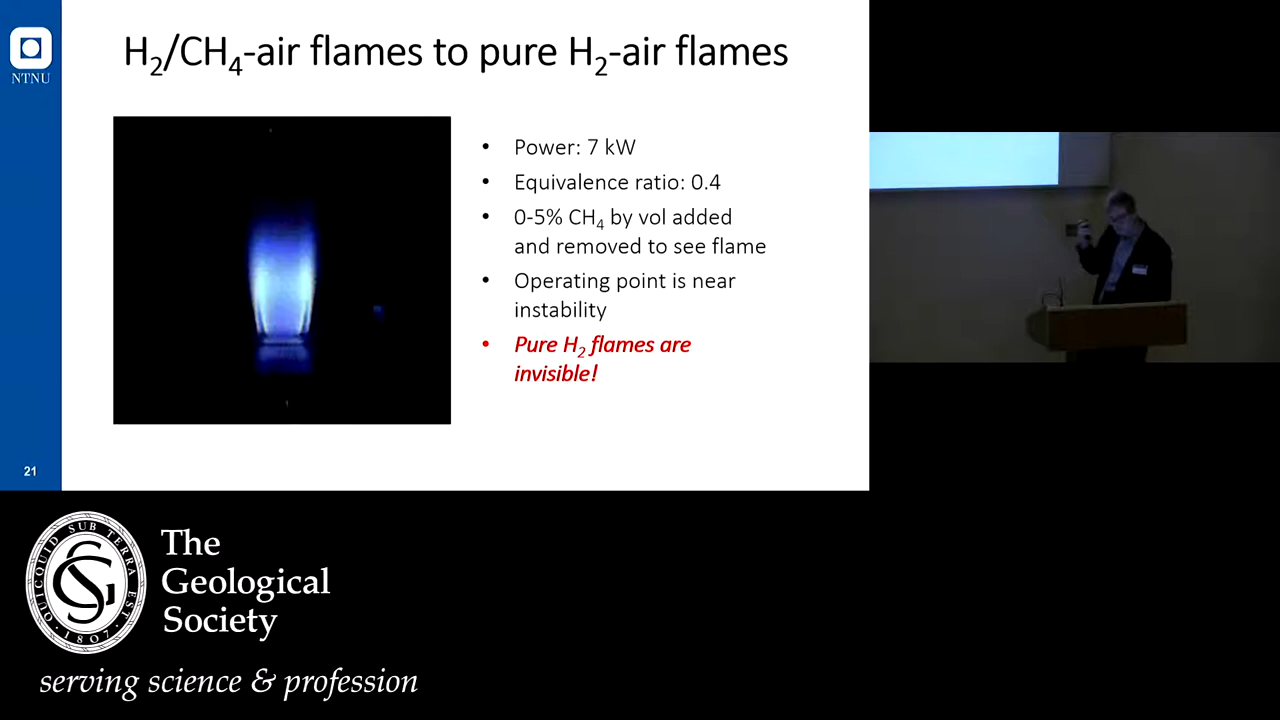 NTNU
H₂/CH₄-air flames to pure H₂-air flames
• Power: 7 kW
• Equivalence ratio: 0.4
• 0-5% CH₄ by vol added
and removed to see flame
• Operating point is near
instability
• Pure H₂ flames are
invisible!
21
QUICQUID SUB TERRA EST
· 1807 ·
The
Geological
Society
serving science & profession